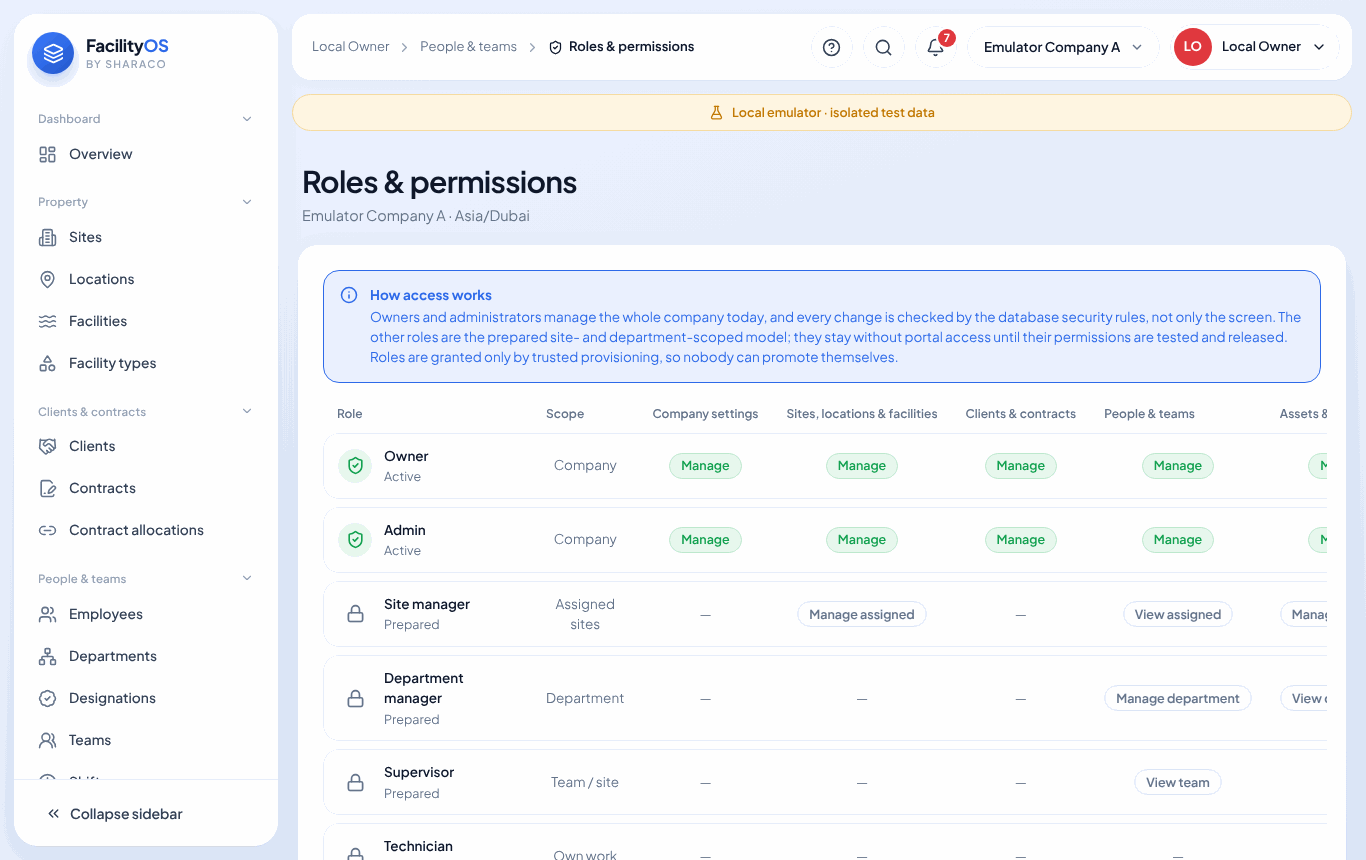 FacilityOS
BY SHARACO
Dashboard
Overview
Property
Sites
Locations
Facilities
Facility types
Clients & contracts
Clients
Contracts
Contract allocations
People & teams
Employees
Departments
Designations
Teams
Collapse sidebar
Local Owner > People & teams > Roles & permissions
7
Emulator Company A
LO
Local Owner
Local emulator · isolated test data
Roles & permissions
Emulator Company A · Asia/Dubai
How access works
Owners and administrators manage the whole company today, and every change is checked by the database security rules, not only the screen. The
other roles are the prepared site- and department-scoped model; they stay without portal access until their permissions are tested and released.
Roles are granted only by trusted provisioning, so nobody can promote themselves.
Role Scope Company settings Sites, locations & facilities Clients & contracts People & teams Assets &
Owner
Active
Company Manage Manage Manage Manage
Admin
Active
Company Manage Manage Manage Manage
Site manager
Prepared
Assigned
sites
— Manage assigned — View assigned
Department
manager
Prepared
Department — — — Manage department View
Supervisor
Prepared
Team / site — — — View team
Technician
Own work — — — —